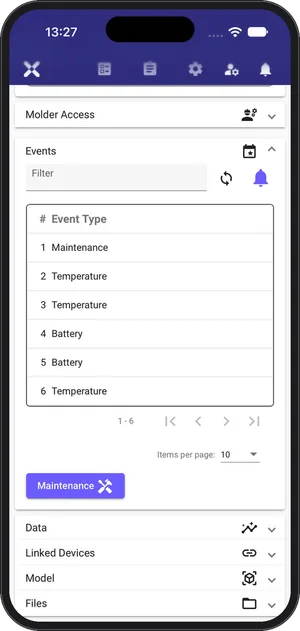 13:27
Molder Access
Events
Filter
# Event Type
1 Maintenance
2 Temperature
3 Temperature
4 Battery
5 Battery
6 Temperature
1 - 6
Items per page: 10
Maintenance
Data
Linked Devices
Model
Files